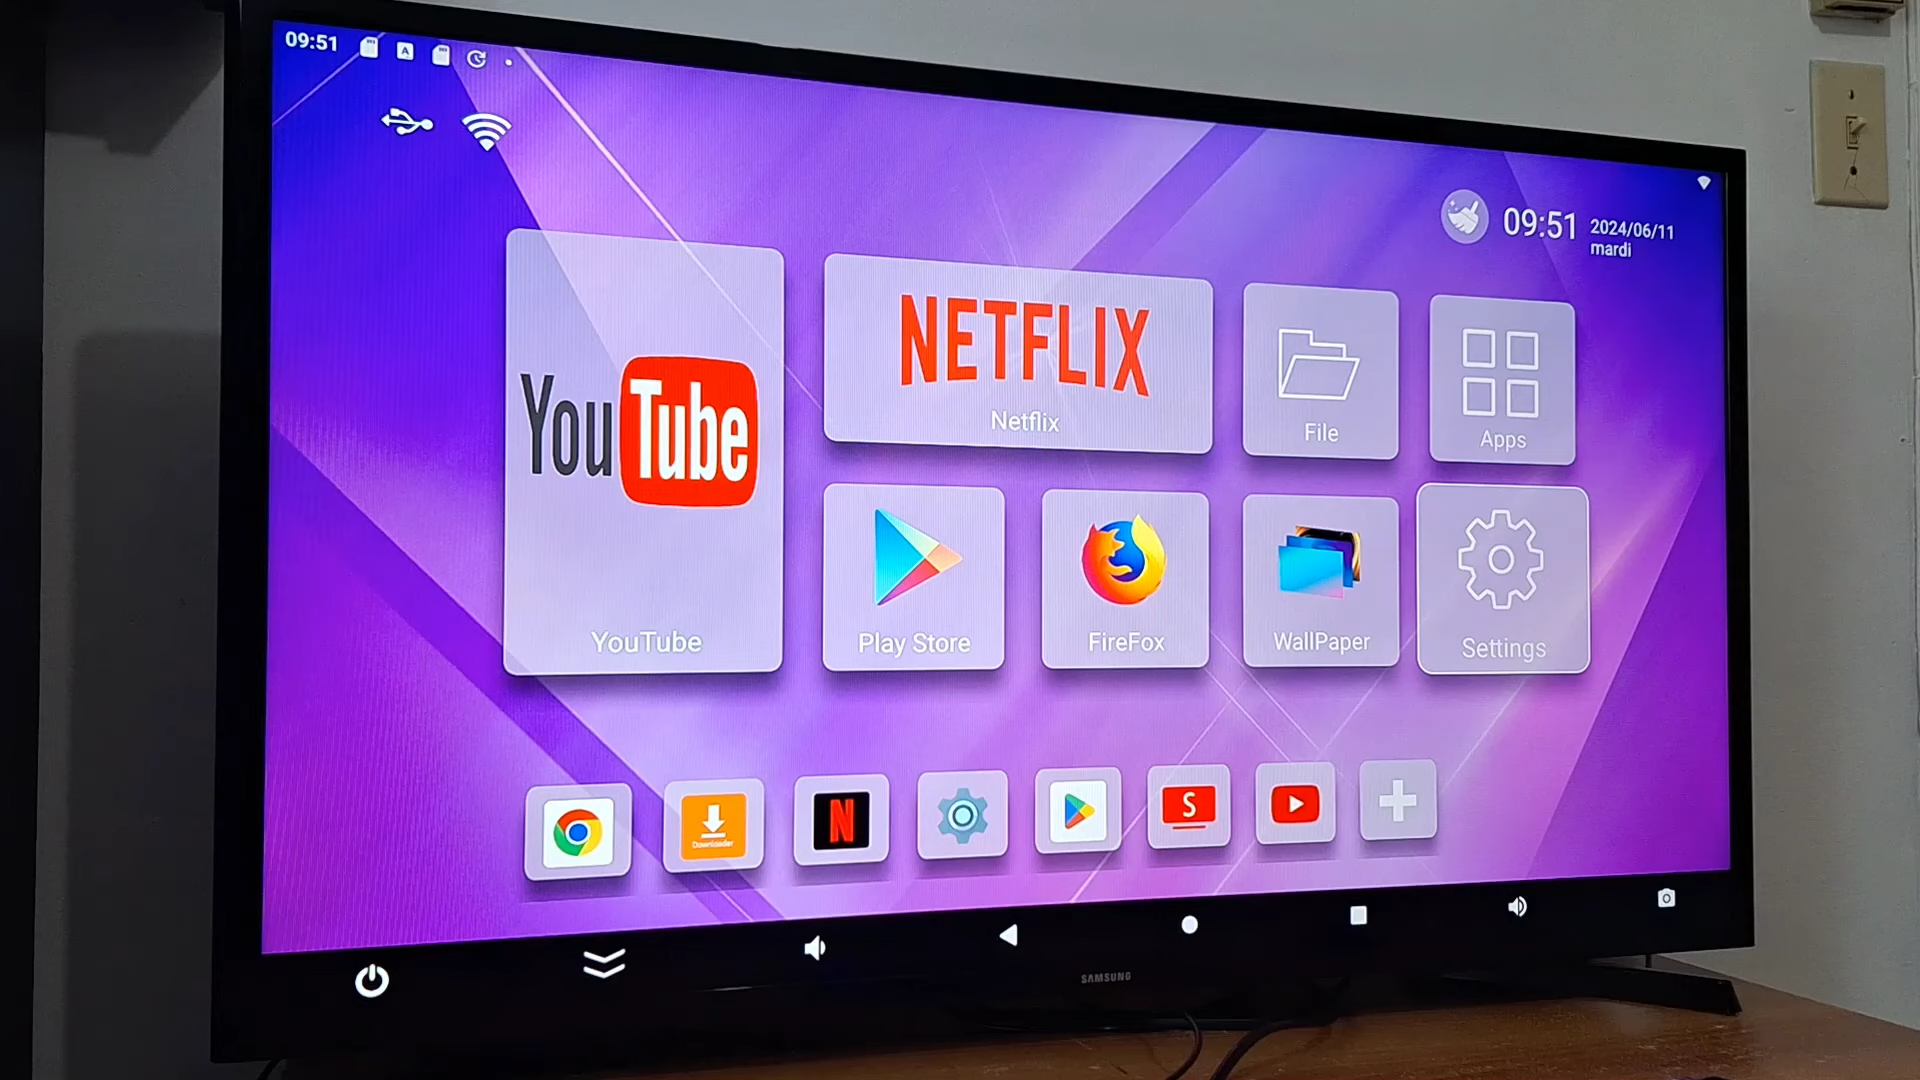 09:51
A
09:51 2024/06/11
mardi
YouTube
YouTube
NETFLIX
Netflix
File
Apps
Play Store
FireFox
WallPaper
Settings
Downloader
N
S
SAMSUNG